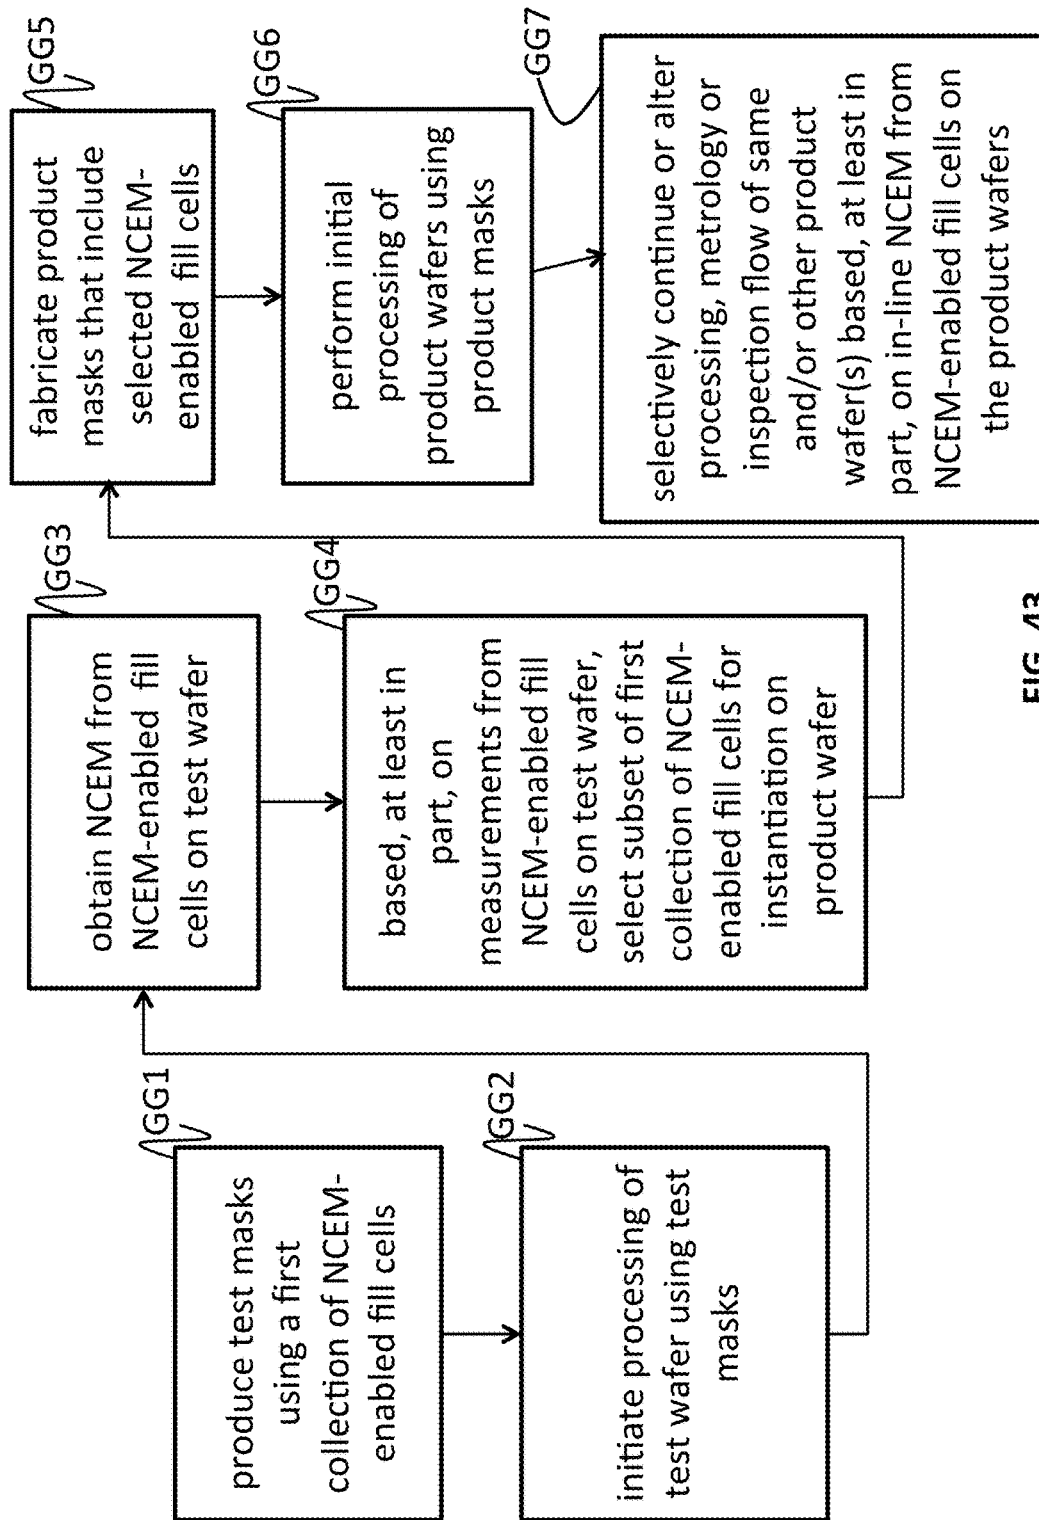 GG1
produce test masks
using a first
collection of NCEM-
enabled fill cells
GG2
initiate processing of
test wafer using test
masks
GG3
obtain NCEM from
NCEM-enabled fill
cells on test wafer
GG4
based, at least in
part, on
measurements from
NCEM-enabled fill
cells on test wafer,
select subset of first
collection of NCEM-
enabled fill cells for
instantiation on
product wafer
GG5
fabricate product
masks that include
selected NCEM-
enabled fill cells
GG6
perform initial
processing of
product wafers using
product masks
GG7
selectively continue or alter
processing, metrology or
inspection flow of same
and/or other product
wafer(s) based, at least in
part, on in-line NCEM from
NCEM-enabled fill cells on
the product wafers
FIG. 43